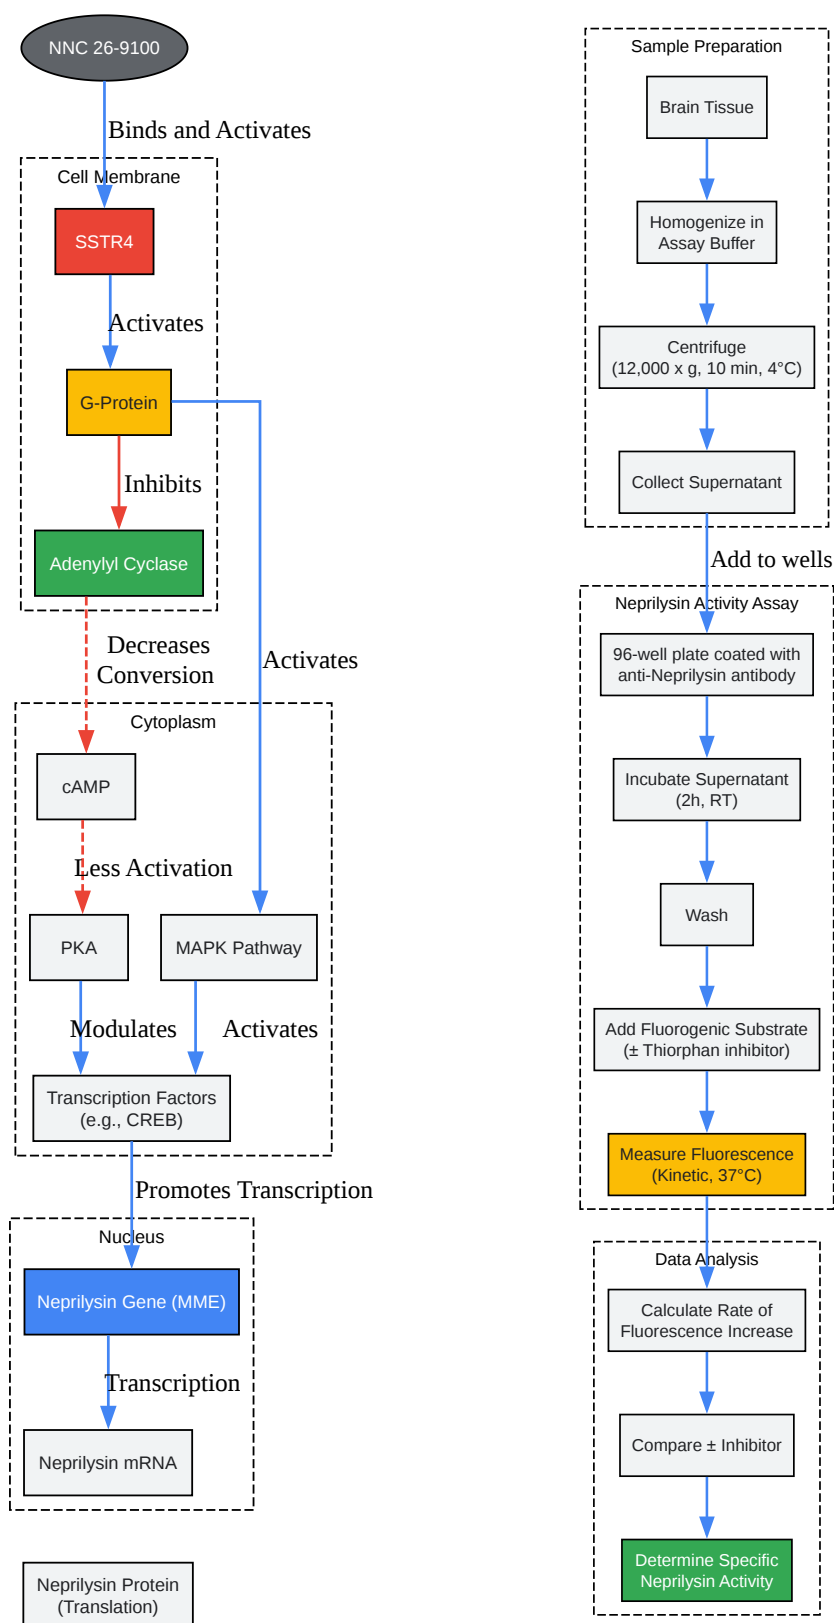 NNC 26-9100
Binds and Activates
Cell Membrane
SSTR4
Activates
G-Protein
Inhibits
Adenylyl Cyclase
Decreases
Conversion
Activates
Cytoplasm
cAMP
Less Activation
PKA
MAPK Pathway
Modulates
Activates
Transcription Factors
(e.g., CREB)
Promotes Transcription
Nucleus
Neprilysin Gene (MME)
Transcription
Neprilysin mRNA
Neprilysin Protein
(Translation)
Sample Preparation
Brain Tissue
Homogenize in
Assay Buffer
Centrifuge
(12,000 x g, 10 min, 4°C)
Collect Supernatant
Add to wells
Neprilysin Activity Assay
96-well plate coated with
anti-Neprilysin antibody
Incubate Supernatant
(2h, RT)
Wash
Add Fluorogenic Substrate
(± Thiorphan inhibitor)
Measure Fluorescence
(Kinetic, 37°C)
Data Analysis
Calculate Rate of
Fluorescence Increase
Compare ± Inhibitor
Determine Specific
Neprilysin Activity